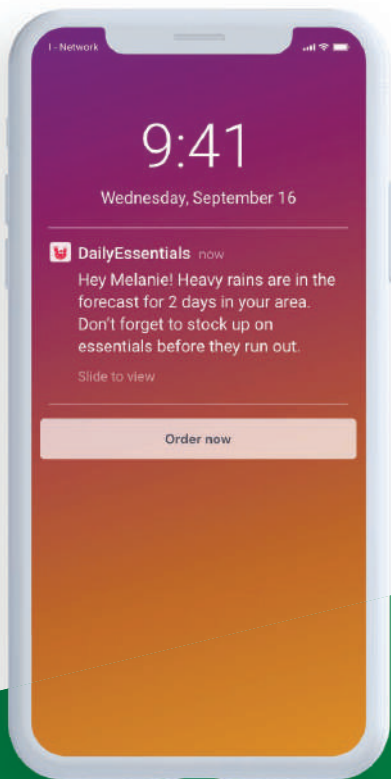 I-Network
9:41
Wednesday, September 16
DailyEssentials now
Hey Melanie! Heavy rains are in the
forecast for 2 days in your area.
Don't forget to stock up on
essentials before they run out.
Slide to view
Order now